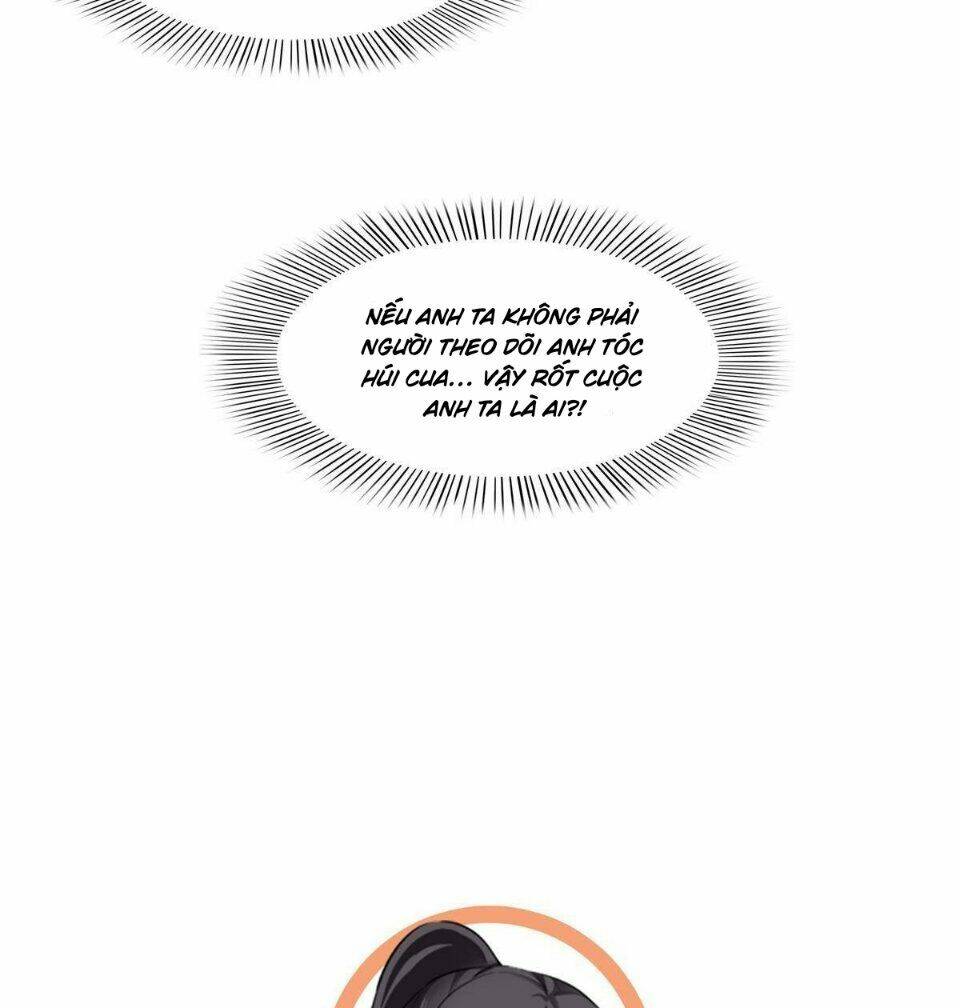 NẾU ANH TA KHÔNG PHẢI
NGƯỜI THEO DÕI ANH TÓC
HÚI CUA... VẬY RỐT CUỘC
ANH TA LÀ AI?!